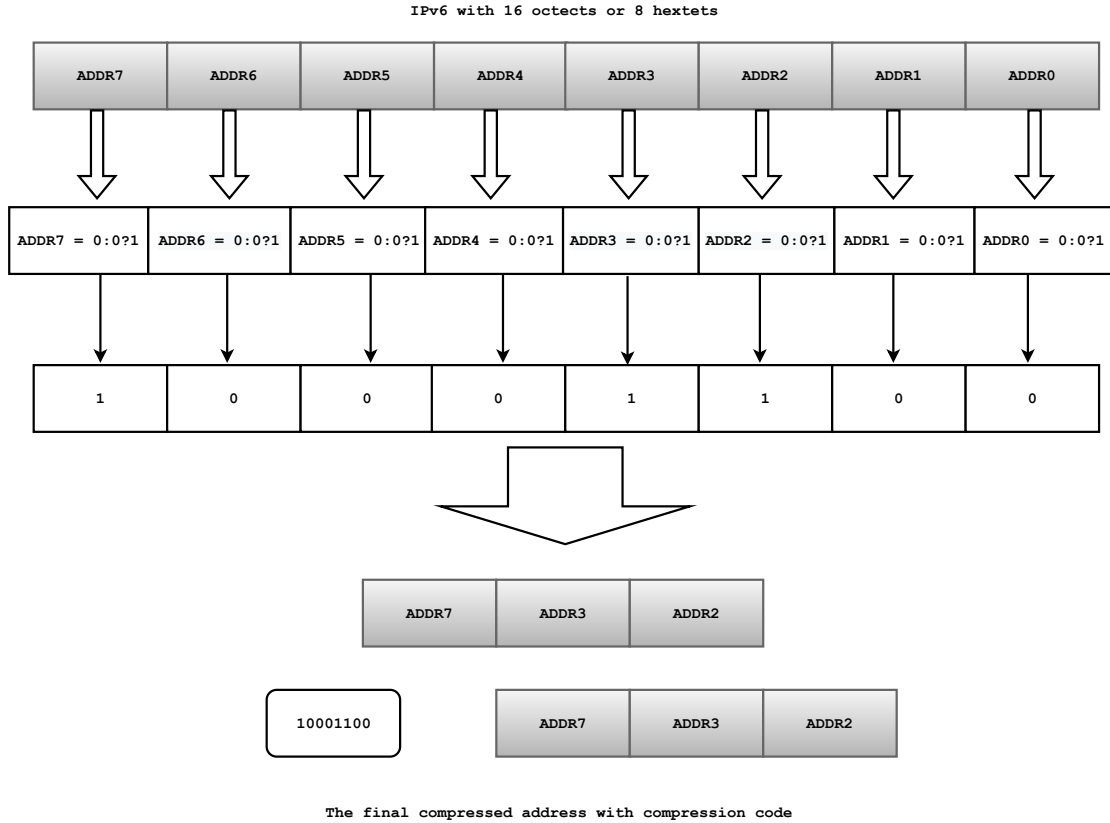 IPv6 with 16 octects or 8 hextets
ADDR7 ADDR6 ADDR5 ADDR4 ADDR3 ADDR2 ADDR1 ADDR0
ADDR7 = 0:0?1 ADDR6 = 0:0?1 ADDR5 = 0:0?1 ADDR4 = 0:0?1 ADDR3 = 0:0?1 ADDR2 = 0:0?1 ADDR1 = 0:0?1 ADDR0 = 0:0?1
1 0 0 0 1 1 0 0
ADDR7 ADDR3 ADDR2
10001100 ADDR7 ADDR3 ADDR2
The final compressed address with compression code